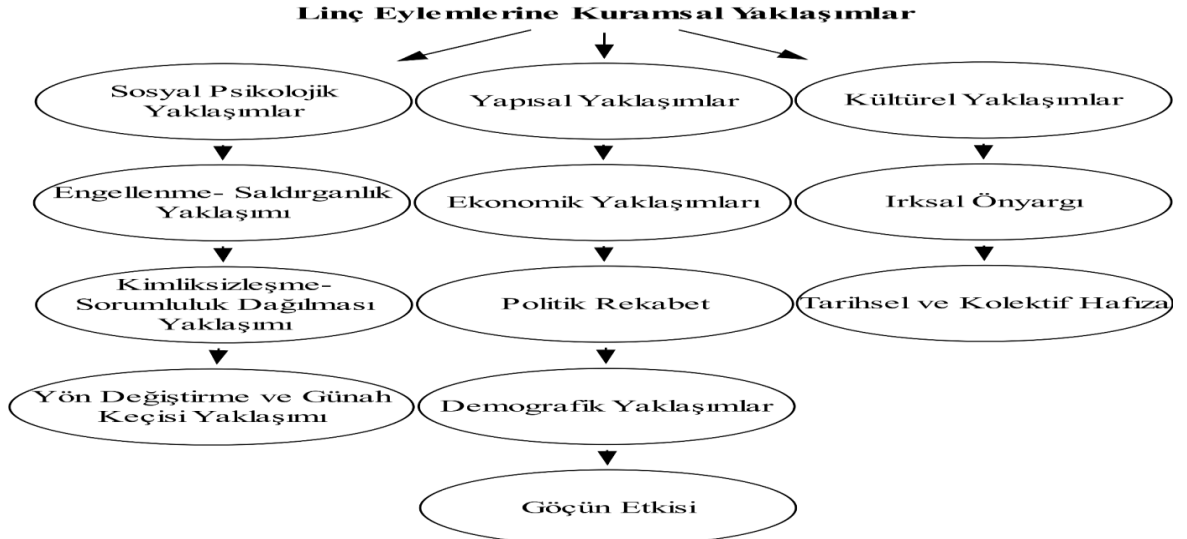 Linç Eylemlerine Kuramsal Yaklaşımlar
Sosyal Psikolojik
Yaklaşımlar
Yapısal Yaklaşımlar
Kültürel Yaklaşımlar
Engellenme- Saldırganlık
Yaklaşımı
Ekonomik Yaklaşımları
Irksal Önyargı
Kimliksizleşme-
Sorumluluk Dağılması
Yaklaşımı
Politik Rekabet
Tarihsel ve Kolektif Hafıza
Yön Değiştirme ve Günah
Keçisi Yaklaşımı
Demografik Yaklaşımlar
Göçün Etkisi